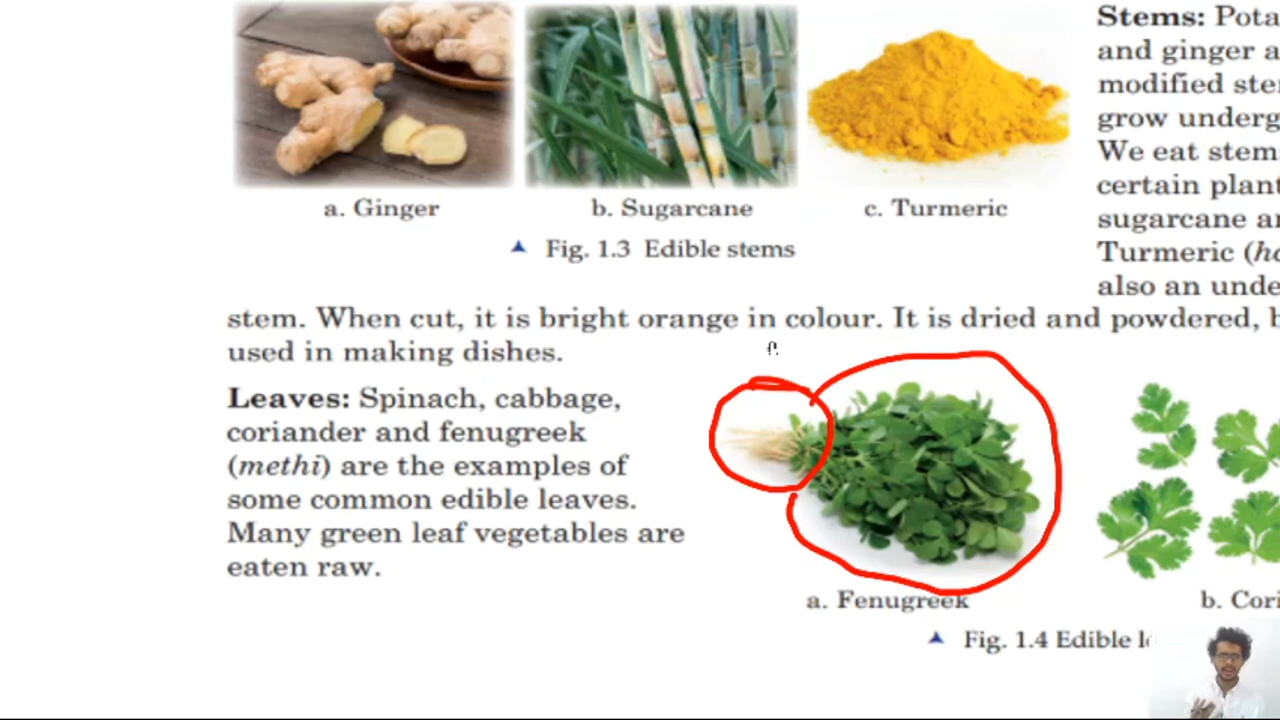 Stems: Pota
and ginger a
modified ste
grow underg
We eat stem
certain plant
sugarcane a
Turmeric (ha
also an unde
a. Ginger
b. Sugarcane
c. Turmeric
Fig. 1.3 Edible stems
stem. When cut, it is bright orange in colour. It is dried and powdered, b
used in making dishes.
Leaves: Spinach, cabbage,
coriander and fenugreek
(methi) are the examples of
some common edible leaves.
Many green leaf vegetables are
eaten raw.
a. Fenugreek
b. Cori
Fig. 1.4 Edible l